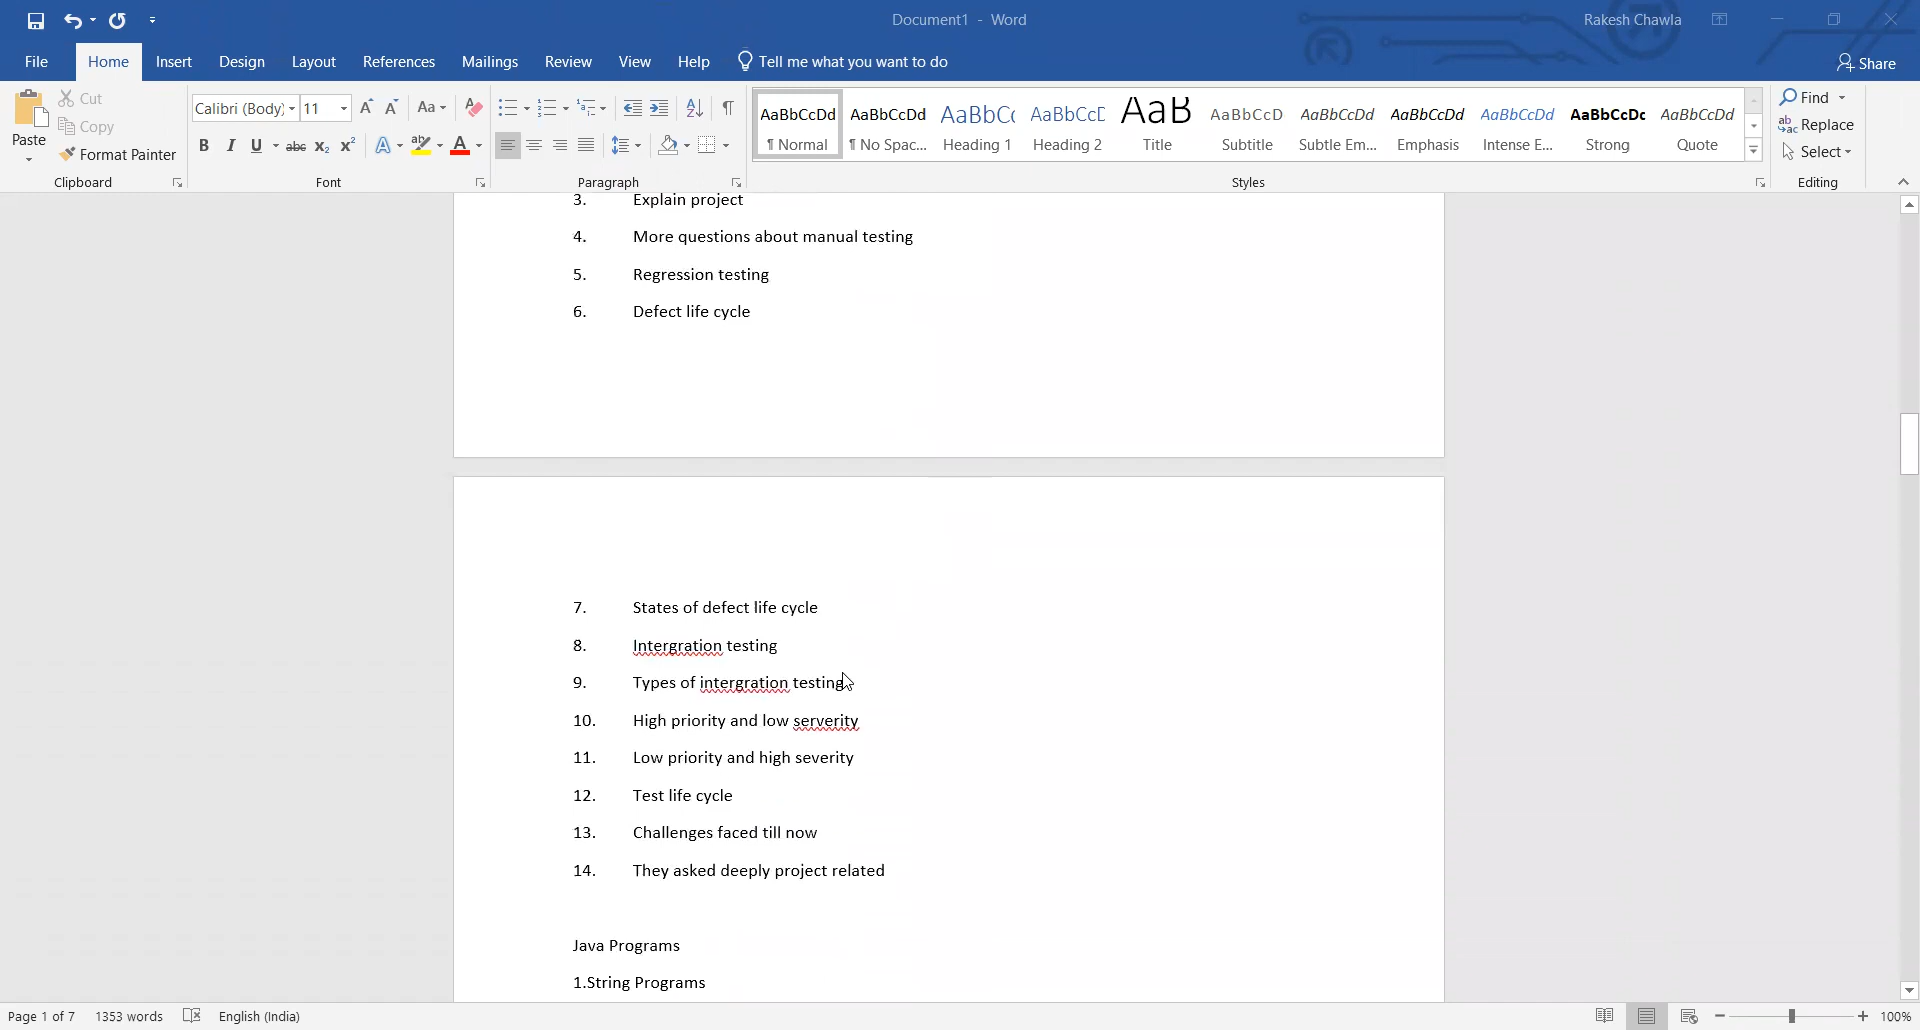 Document1 - Word
Rakesh Chawla
File Home Insert Design Layout References Mailings Review View Help Tell me what you want to do Share
Paste
Cut
Copy
Format Painter
Clipboard
Calibri (Body) 11
Aa
B I U abc x₂ x²
Font
Paragraph
AaBbCcDd AaBbCcDd AaBbCc AaBbCcD AaB AaBbCcD AaBbCcDd AaBbCcDd AaBbCcDd AaBbCcDc AaBbCcDd
¶ Normal ¶ No Spac... Heading 1 Heading 2 Title Subtitle Subtle Em... Emphasis Intense E... Strong Quote
Styles
Find
Replace
Select
Editing
3. Explain project
4. More questions about manual testing
5. Regression testing
6. Defect life cycle
7. States of defect life cycle
8. Intergration testing
9. Types of intergration testing
10. High priority and low serverity
11. Low priority and high severity
12. Test life cycle
13. Challenges faced till now
14. They asked deeply project related
Java Programs
1.String Programs
Page 1 of 7 1353 words English (India) 100%